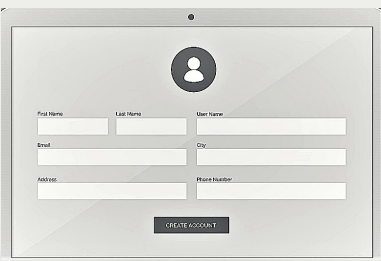 First Name Last Name User Name
Email City
Address Phone Number
CREATE ACCOUNT